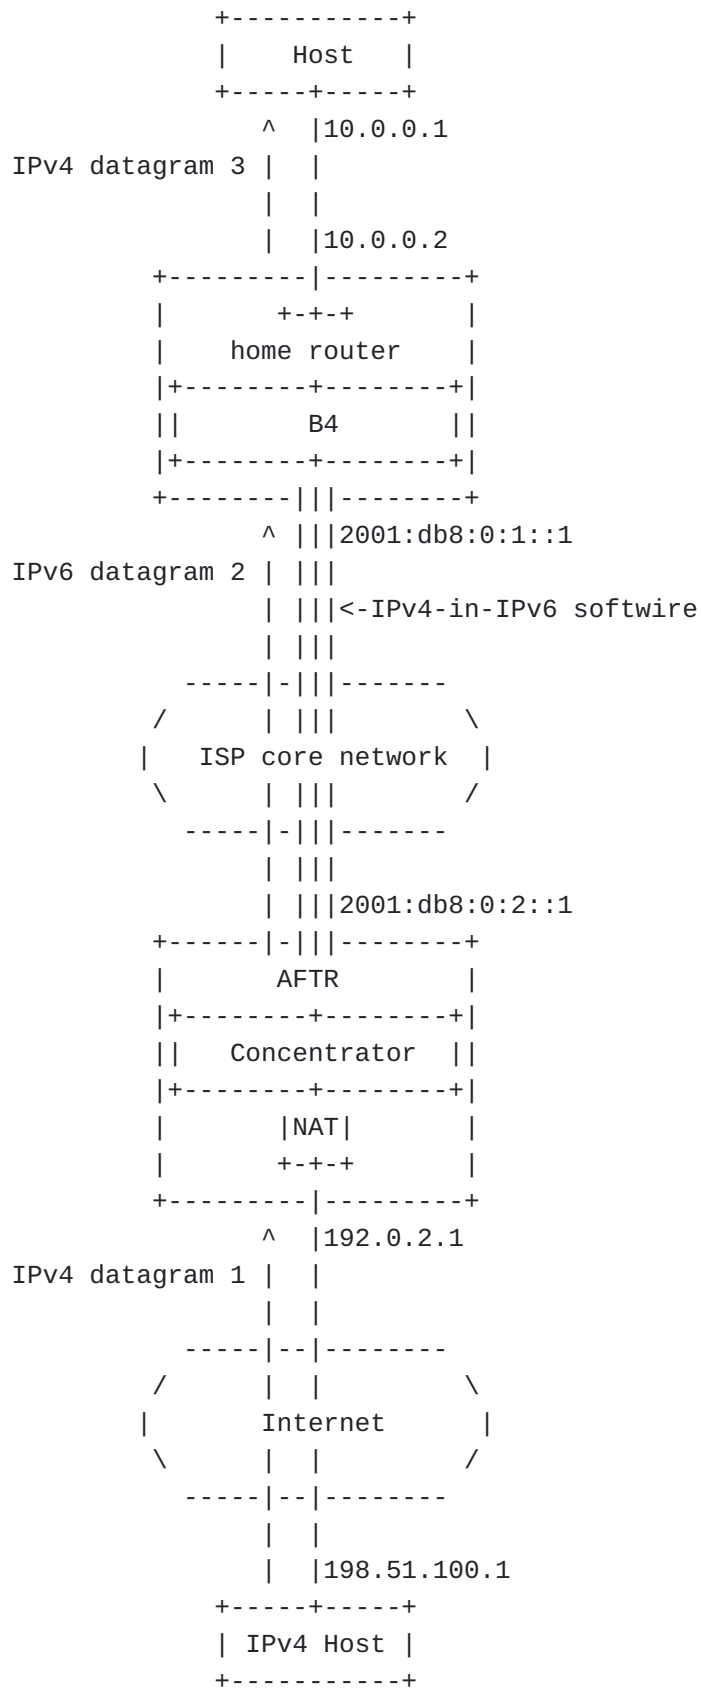 +-----------+
                |    Host   |
                +-----+-----+
                   ^  |10.0.0.1
   IPv4 datagram 3 |  |
                   |  |
                   |  |10.0.0.2
            +---------|---------+
            |       +-+-+       |
            |    home router    |
            |+--------+--------+|
            ||        B4       ||
            |+--------+--------+|
            +--------|||--------+
                   ^ |||2001:db8:0:1::1
   IPv6 datagram 2 | |||
                   | |||<-IPv4-in-IPv6 softwire
                   | |||
              -----|-|||-------
            /      | |||        \
           |   ISP core network  |
            \      | |||        /
              -----|-|||-------
                   | |||
                   | |||2001:db8:0:2::1
            +------|-|||--------+
            |       AFTR        |
            |+--------+--------+|
            ||   Concentrator  ||
            |+--------+--------+|
            |       |NAT|       |
            |       +-+-+       |
            +---------|---------+
                   ^  |192.0.2.1
   IPv4 datagram 1 |  |
                   |  |
              -----|--|--------
            /      |  |         \
           |       Internet      |
            \      |  |         /
              -----|--|--------
                   |  |
                   |  |198.51.100.1
                +-----+-----+
                | IPv4 Host |
                +-----------+